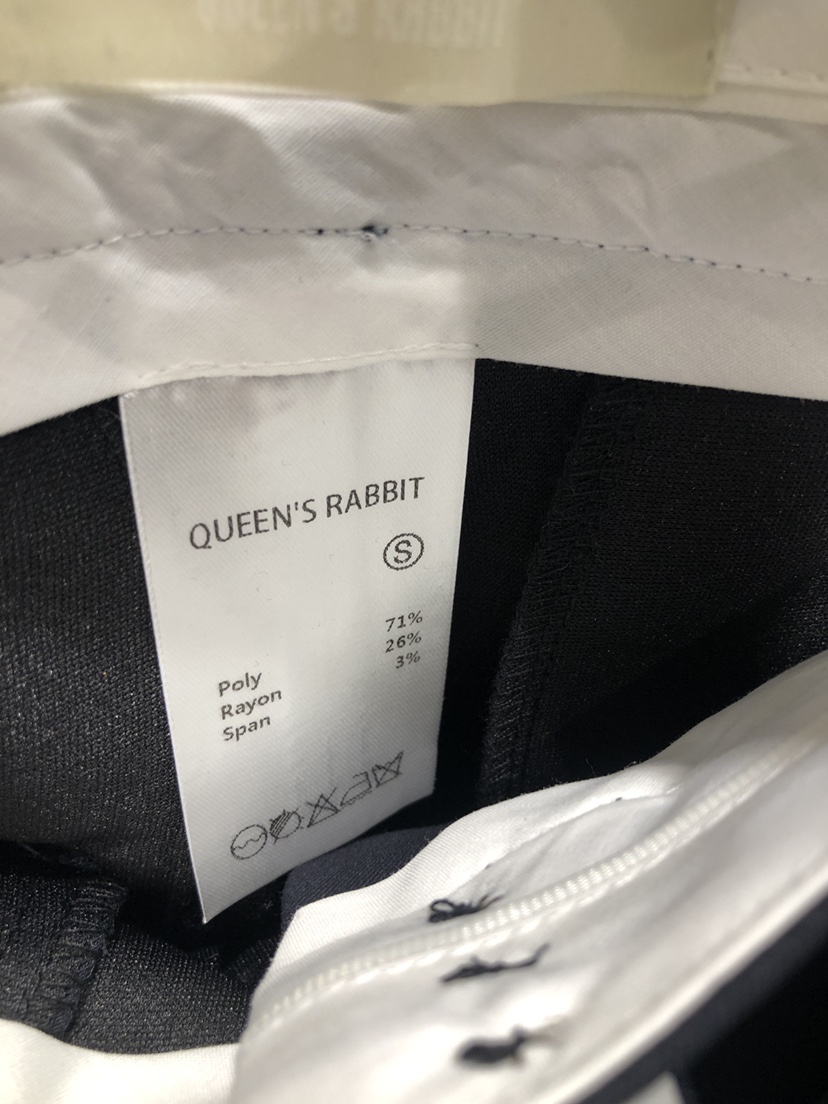 QUEEN'S RABBIT
S
Poly 71%
Rayon 26%
Span 3%